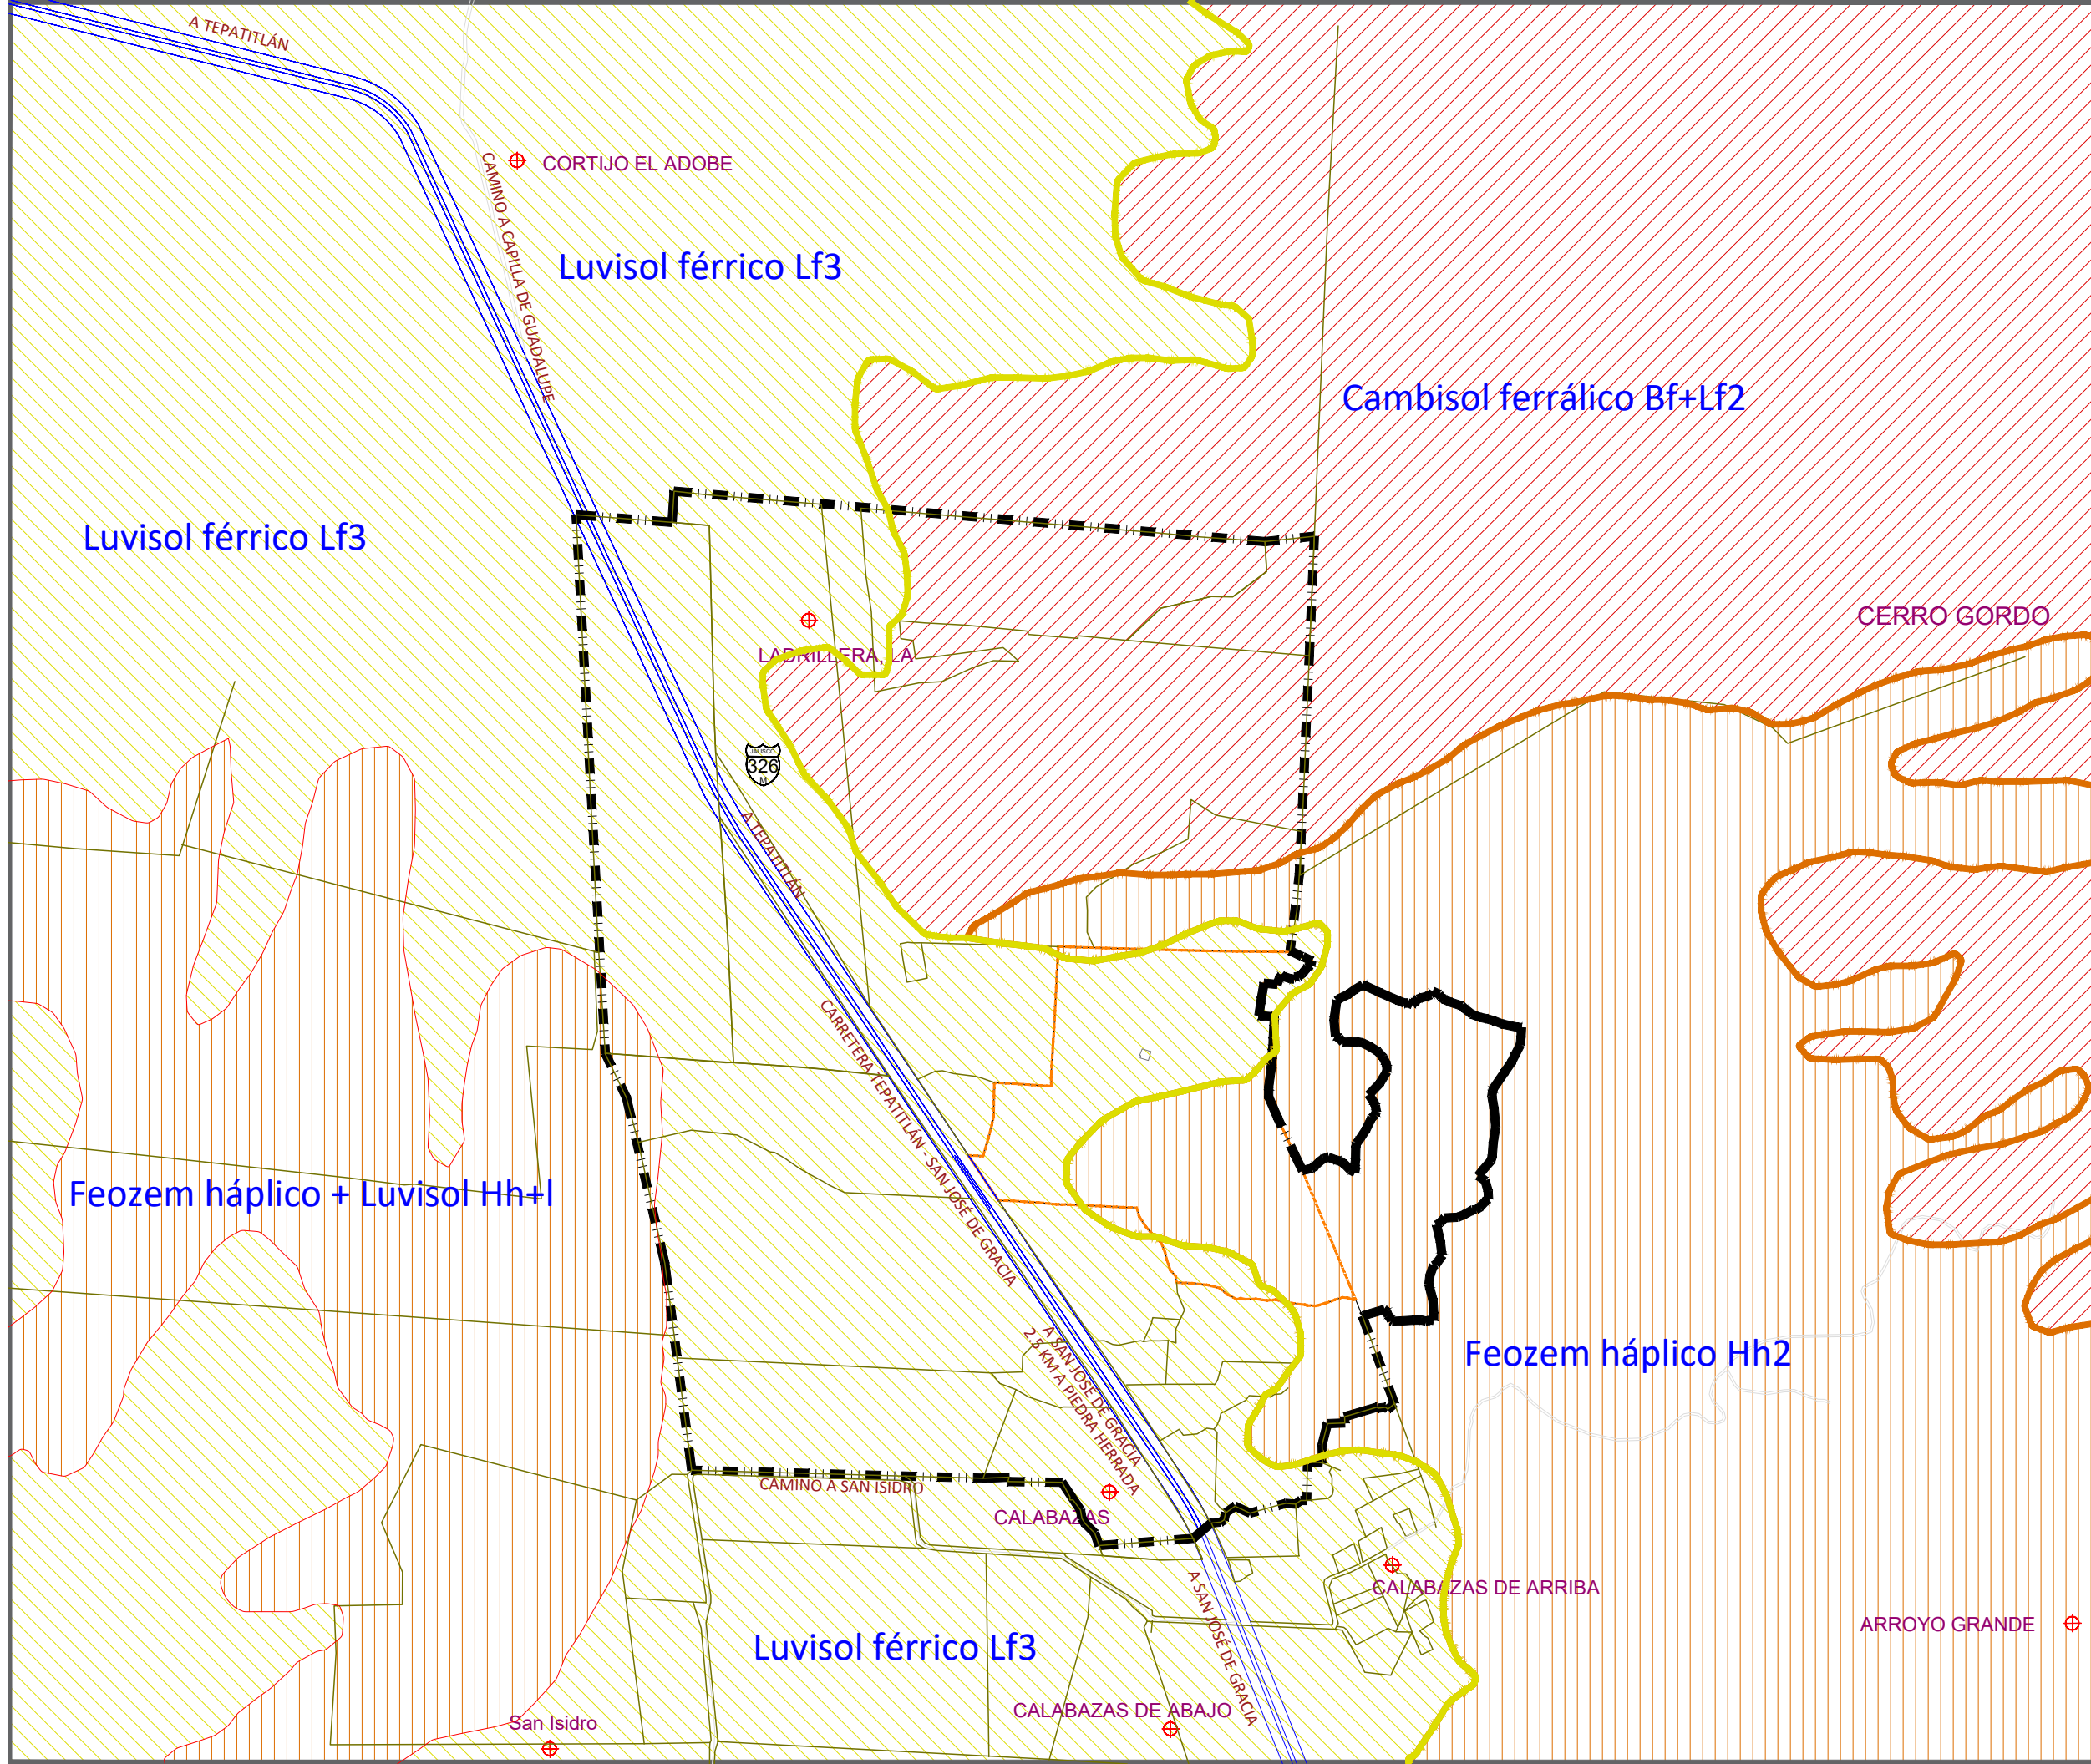 A TEPATITLÁN
CORTIJO EL ADOBE
CAMINO A CAPILLA DE GUADALUPE
Luvisol férrico Lf3
Cambisol ferrálico Bf+Lf2
Luvisol férrico Lf3
CERRO GORDO
LADRILLERA, LA
JALISCO
326
M
A TEPATITLÁN
CARRETERA TEPATITLÁN - SAN JOSÉ DE GRACIA
Feozem háplico + Luvisol Hh+l
A SAN JOSÉ DE GRACIA
2.5 KM A PIEDRA HERRADA
Feozem háplico Hh2
CAMINO A SAN ISIDRO
CALABAZAS
CALABAZAS DE ARRIBA
A SAN JOSÉ DE GRACIA
ARROYO GRANDE
Luvisol férrico Lf3
CALABAZAS DE ABAJO
San Isidro